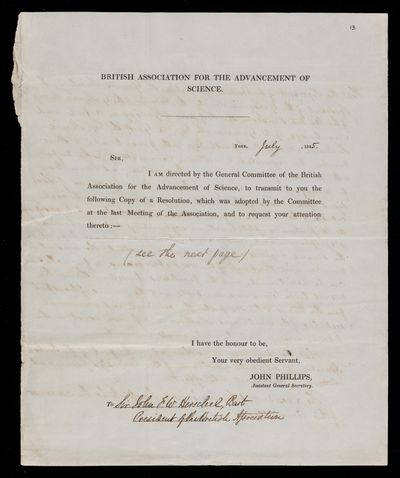 13
BRITISH ASSOCIATION FOR THE ADVANCEMENT OF
SCIENCE.
YORK, July , 1845.
SIR,
I AM directed by the General Committee of the British
Association for the Advancement of Science, to transmit to you the
following Copy of a Resolution, which was adopted by the Committee
at the last Meeting of the Association, and to request your attention
thereto :—
(see the next page)
I have the honour to be,
Your very obedient Servant,
JOHN PHILLIPS,
Assistant General Secretary.
To Sir John F W Herschel, Bart
President of the British Association